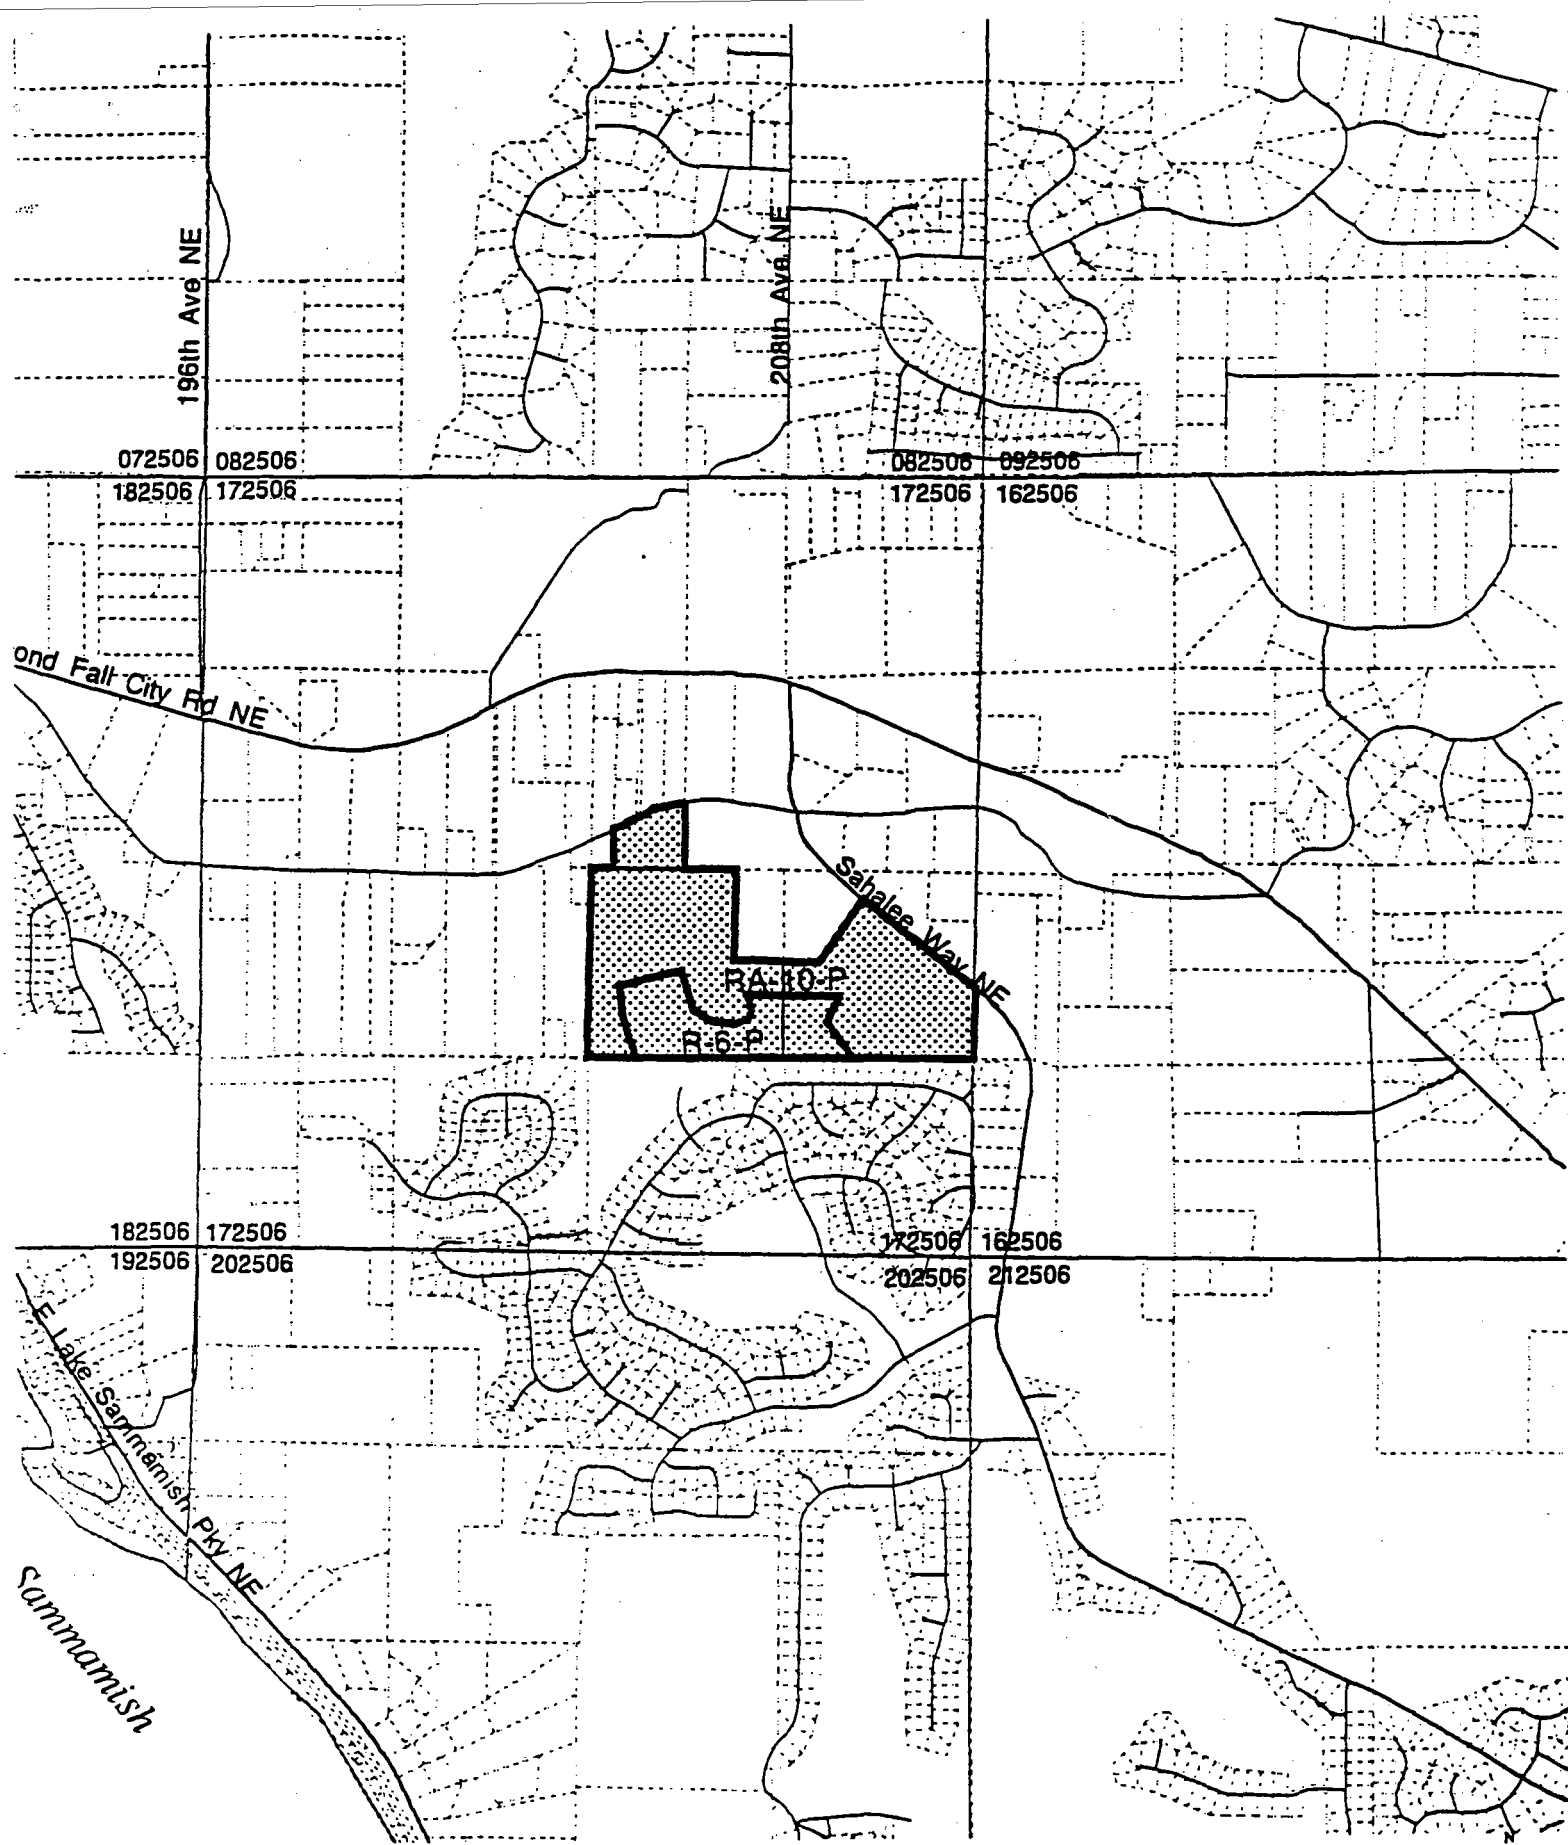 196th Ave NE
208th Ave NE
072506 082506
182506 172506
082506 092506
172506 162506
ond Fall City Rd NE
Sahalee Way NE
RA-10-P
R-6-P
182506 172506
192506 202506
172506 162506
202506 212506
E Lake Sammamish Pky NE
Sammamish